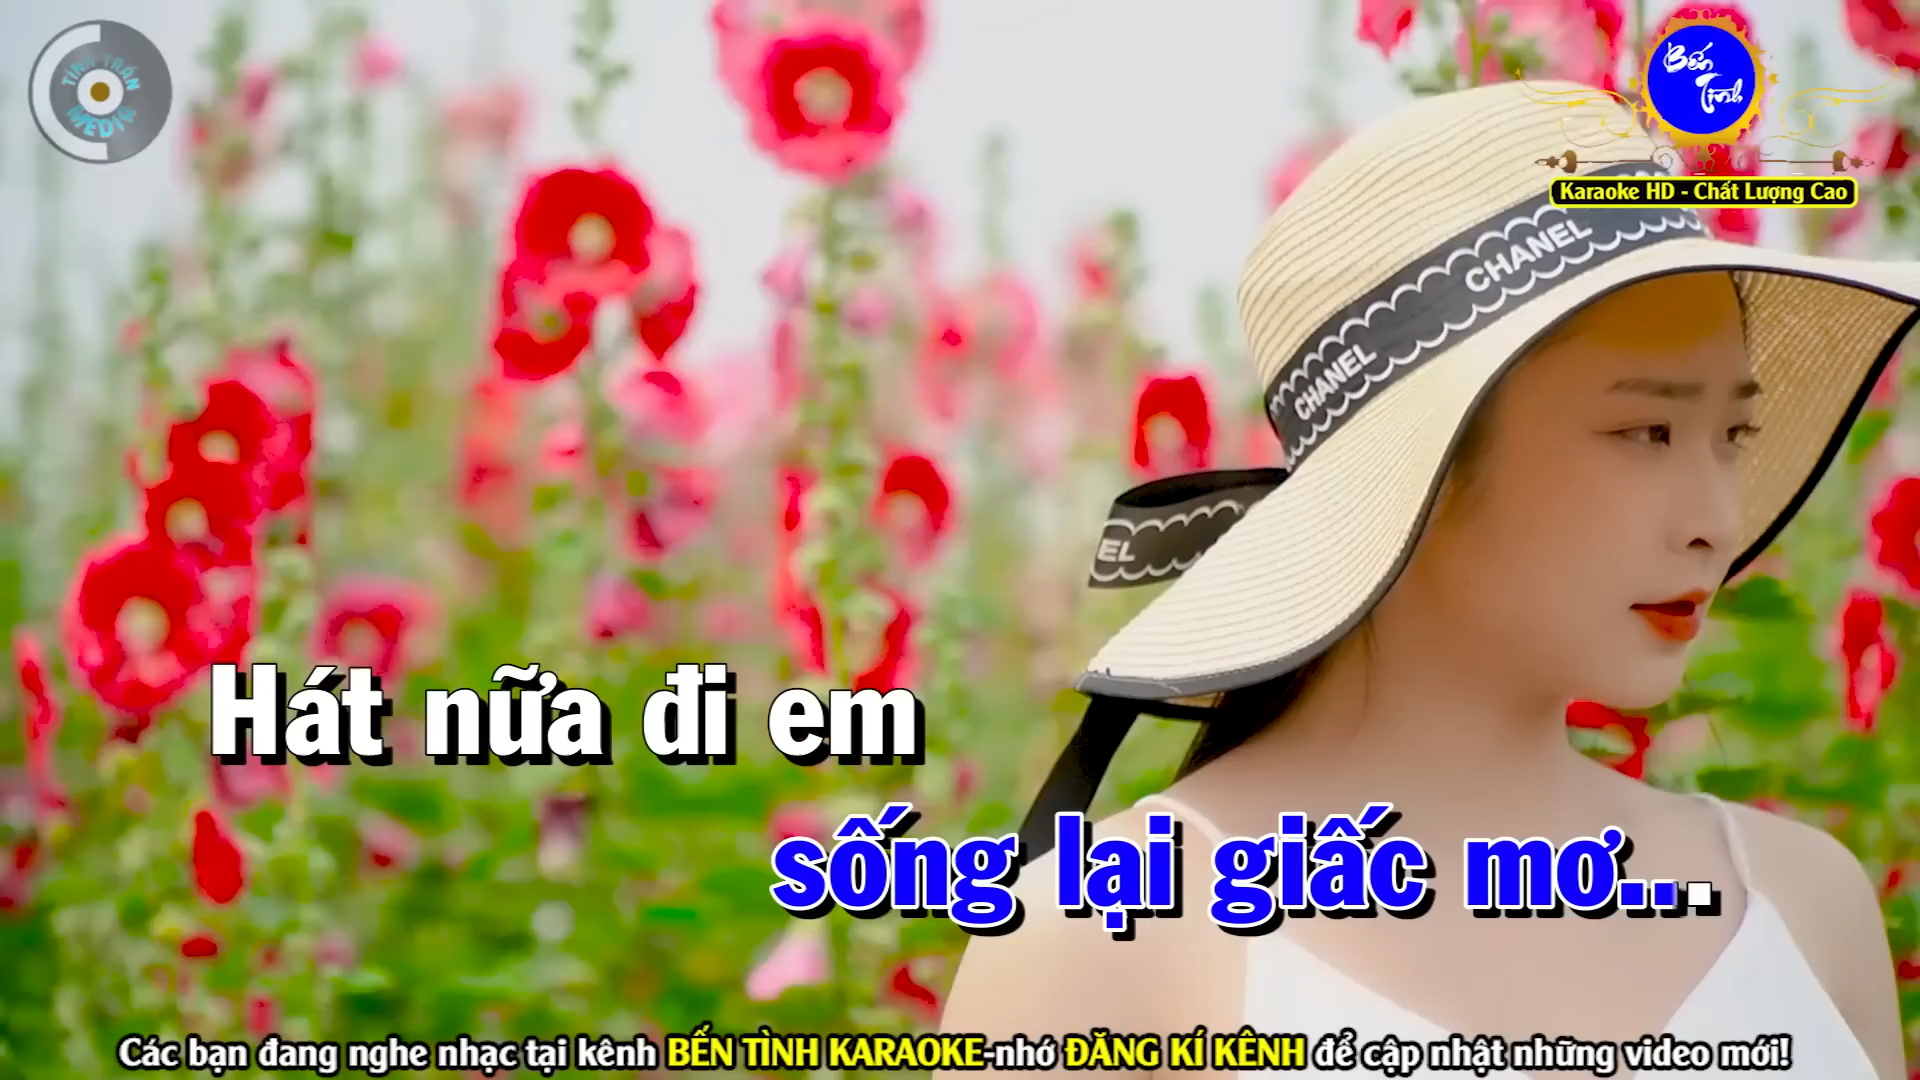 TÌNH TRẦN
MEDIA
Bến
Tình
Karaoke HD - Chất Lượng Cao
CHANEL
CHANEL
EL
Hát nữa đi em
sống lại giấc mơ...
Các bạn đang nghe nhạc tại kênh BẾN TÌNH KARAOKE-nhớ ĐĂNG KÍ KÊNH để cập nhật những video mới!